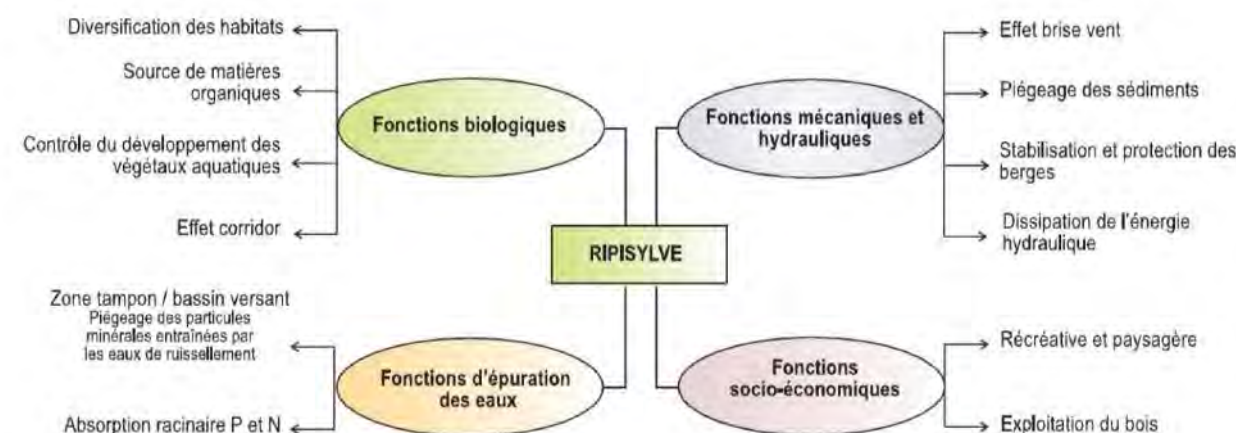 Diversification des habitats
Source de matières
organiques
Contrôle du développement des
végétaux aquatiques
Effet corridor
Fonctions biologiques
Fonctions mécaniques et
hydrauliques
Effet brise vent
Piégeage des sédiments
Stabilisation et protection des
berges
Dissipation de l'énergie
hydraulique
RIPISYLVE
Zone tampon / bassin versant
Piégeage des particules
minérales entraînées par
les eaux de ruissellement
Absorption racinaire P et N
Fonctions d'épuration
des eaux
Fonctions
socio-économiques
Récréative et paysagère
Exploitation du bois